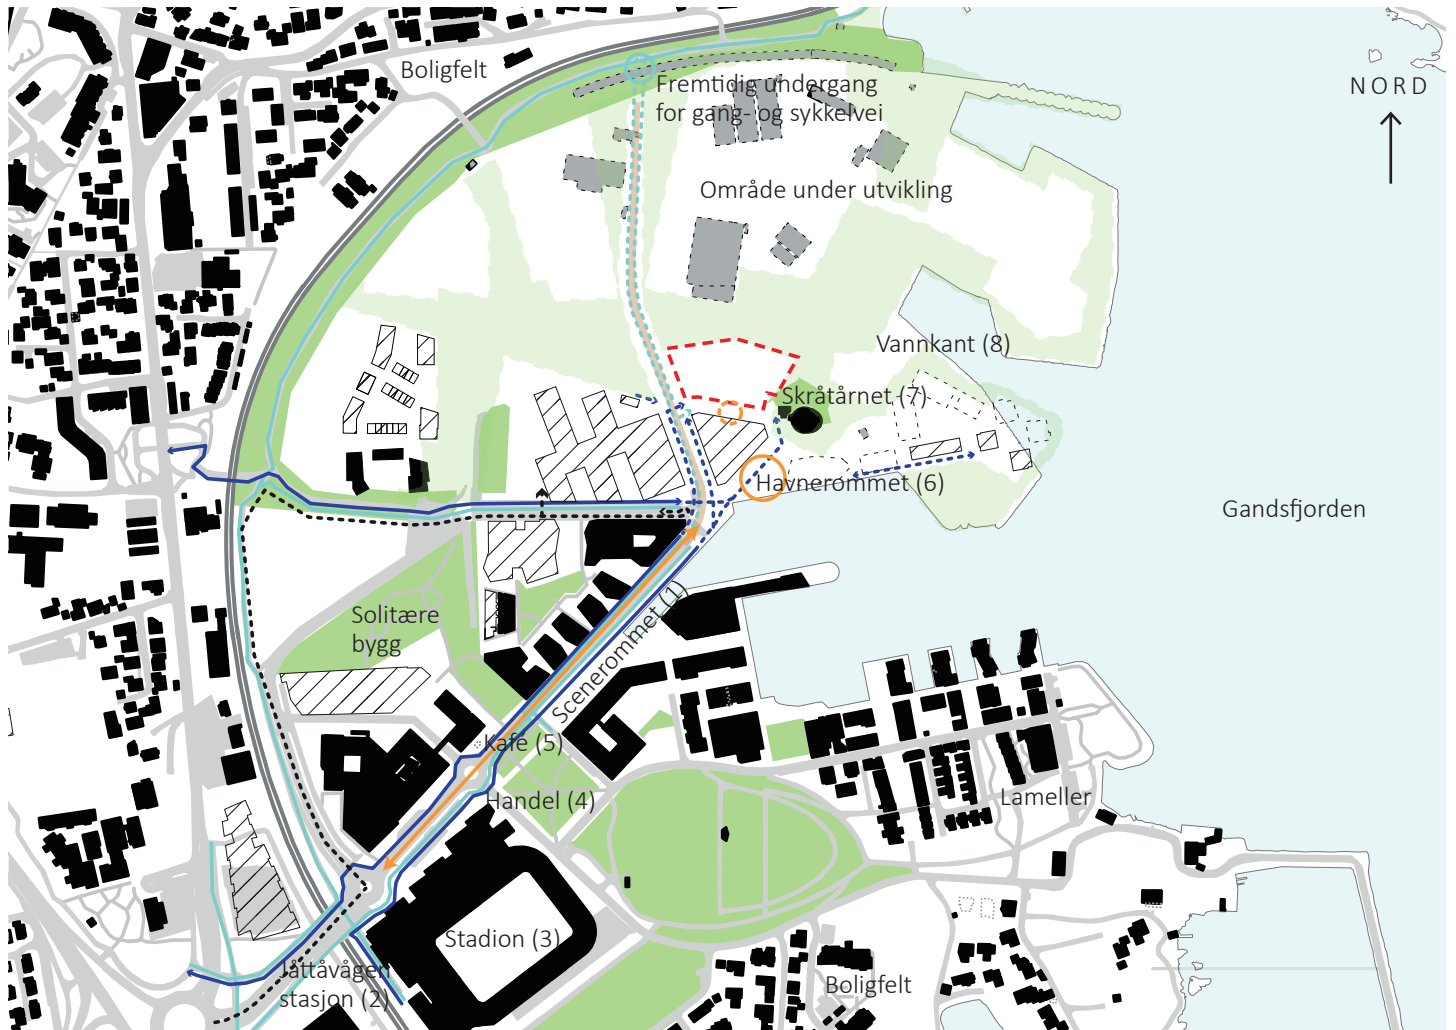 Boligfelt
Fremtidig undergang
for gang- og sykkelvei
NORD
Område under utvikling
Vannkant (8)
Skråtårnet (7)
Havnerommet (6)
Gandsfjorden
Solitære
bygg
Scenerommet (1)
Kafé (5)
Handel (4)
Lameller
Stadion (3)
Jåttåvågen
stasjon (2)
Boligfelt